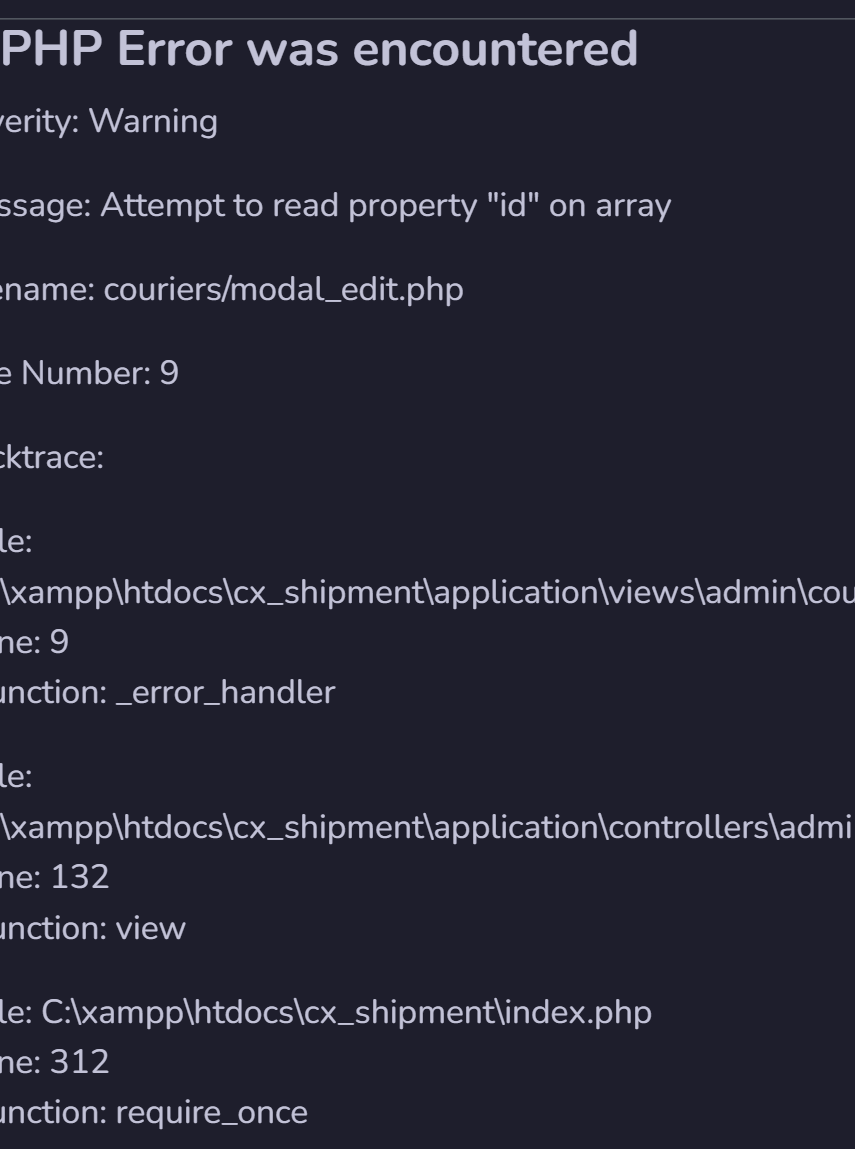 PHP Error was encountered
verity: Warning
ssage: Attempt to read property "id" on array
ename: couriers/modal_edit.php
e Number: 9
cktrace:
le:
\xampp\htdocs\cx_shipment\application\views\admin\cou
ne: 9
unction: _error_handler
le:
\xampp\htdocs\cx_shipment\application\controllers\admi
ne: 132
unction: view
le: C:\xampp\htdocs\cx_shipment\index.php
ne: 312
unction: require_once